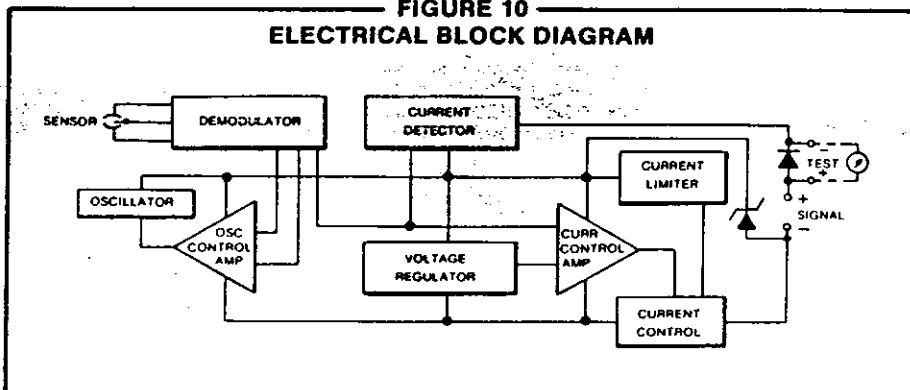 FIGURE 10
ELECTRICAL BLOCK DIAGRAM
SENSOR
DEMODULATOR
CURRENT
DETECTOR
OSCILLATOR
OSC
CONTROL
AMP
VOLTAGE
REGULATOR
CURR
CONTROL
AMP
CURRENT
LIMITER
CURRENT
CONTROL
−
TEST
+
+
SIGNAL
−